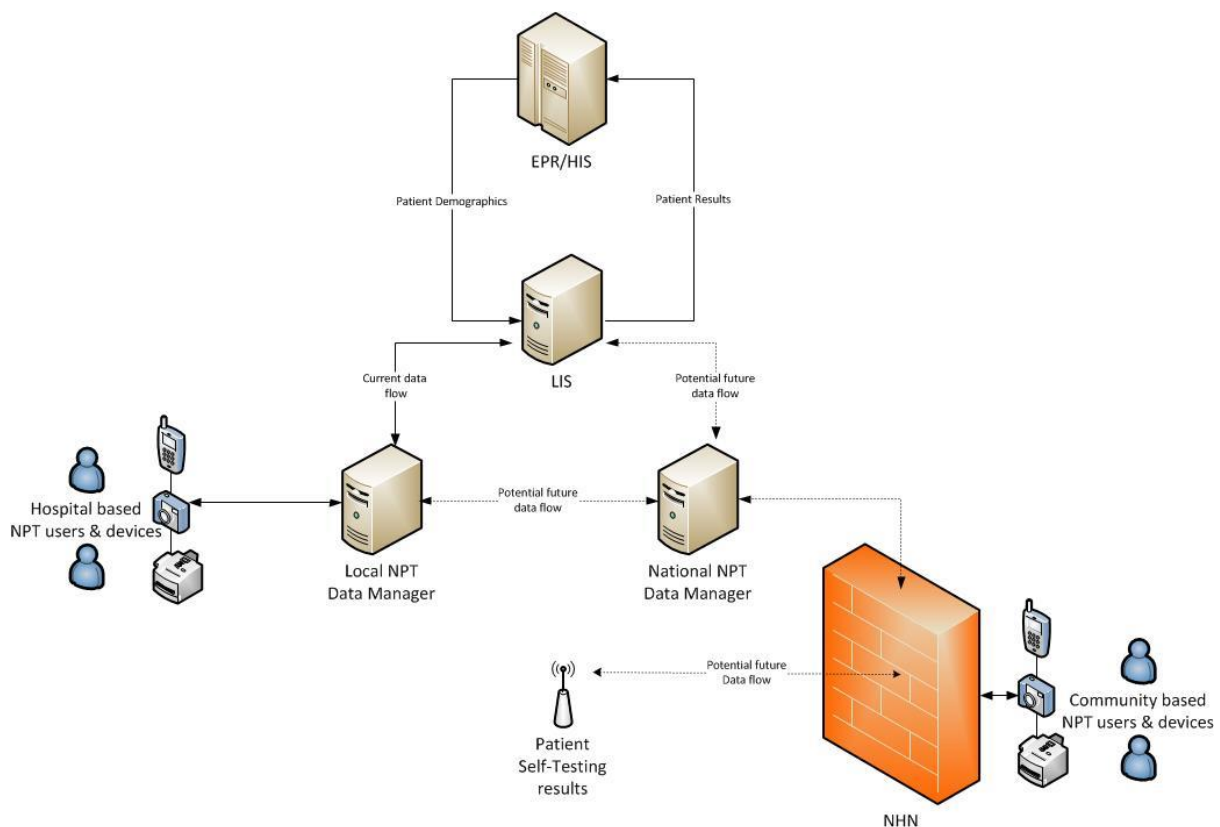 EPR/HIS
Patient Demographics
Patient Results
LIS
Current data
flow
Potential future
data flow
Hospital based
NPT users & devices
Potential future
data flow
Local NPT
Data Manager
National NPT
Data Manager
Potential future
Data flow
Community based
NPT users & devices
Patient
Self-Testing
results
NHN